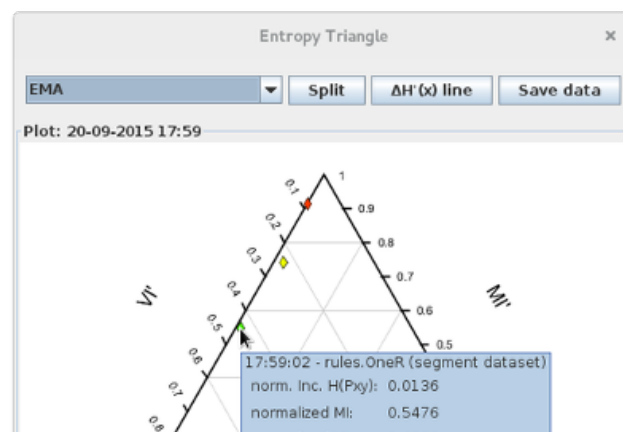 Entropy Triangle
×
EMA
Split
ΔH'(x) line
Save data
Plot: 20-09-2015 17:59
1
0.1
0.9
0.2
0.8
0.3
0.7
VI'
MI'
0.4
0.6
0.5
0.5
0.6
17:59:02 - rules.OneR (segment dataset)
norm. Inc. H(Pxy): 0.0136
0.7
normalized MI: 0.5476
0.8